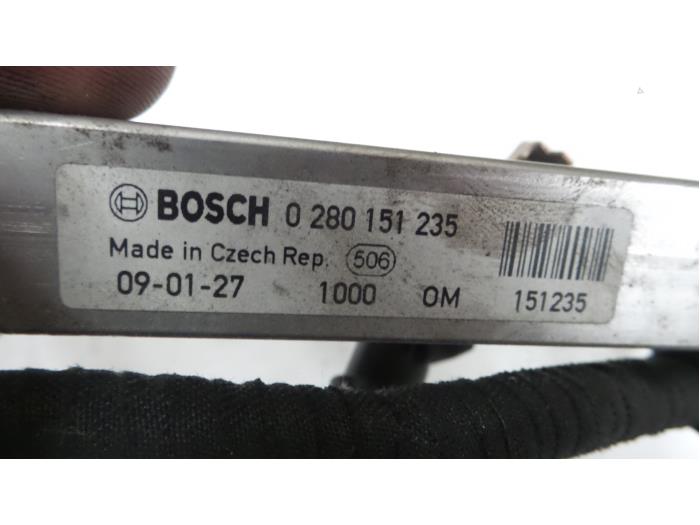 BOSCH 0 280 151 235
Made in Czech Rep. 506
09-01-27 1000 OM 151235